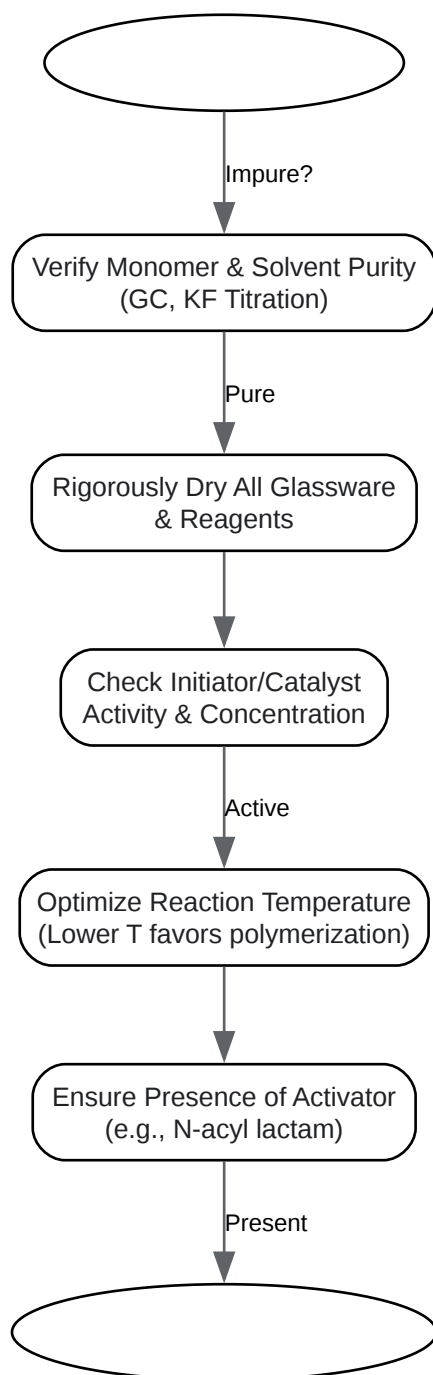 Impure?
Verify Monomer & Solvent Purity
(GC, KF Titration)
Pure
Rigorously Dry All Glassware
& Reagents
Check Initiator/Catalyst
Activity & Concentration
Active
Optimize Reaction Temperature
(Lower T favors polymerization)
Ensure Presence of Activator
(e.g., N-acyl lactam)
Present